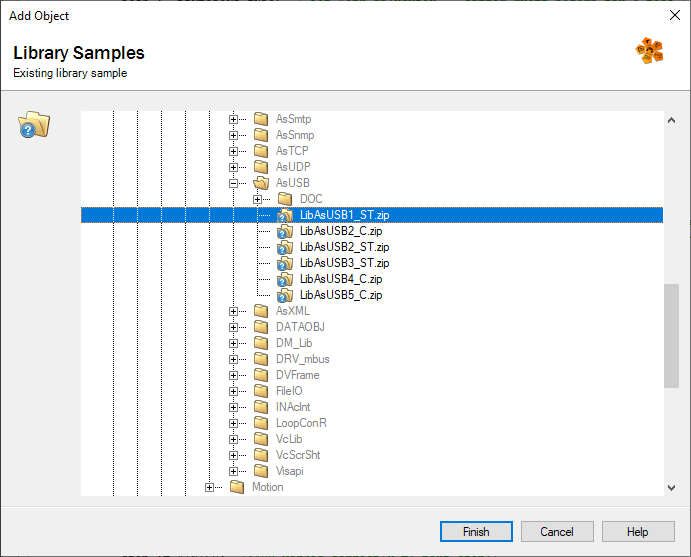 Add Object
Library Samples
Existing library sample
AsSmtp
AsSnmp
AsTCP
AsUDP
AsUSB
DOC
LibAsUSB1_ST.zip
LibAsUSB2_C.zip
LibAsUSB2_ST.zip
LibAsUSB3_ST.zip
LibAsUSB4_C.zip
LibAsUSB5_C.zip
AsXML
DATAOBJ
DM_Lib
DRV_mbus
DVFrame
FileIO
INAclnt
LoopConR
VcLib
VcScrSht
Visapi
Motion
Finish
Cancel
Help